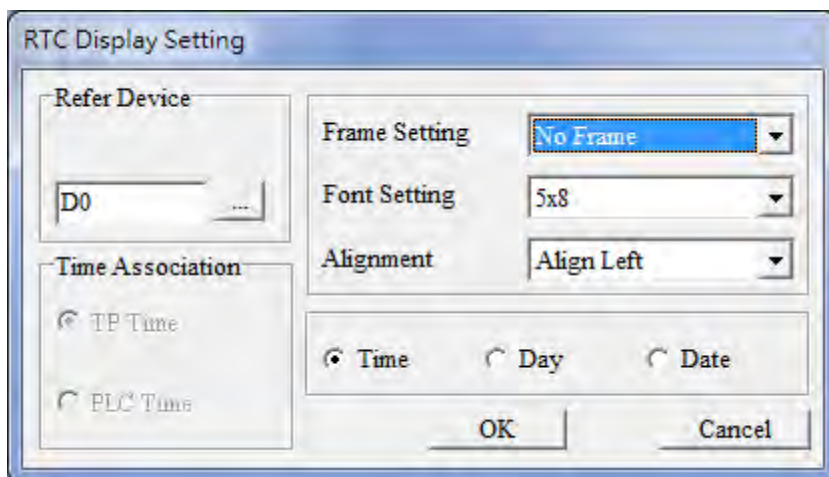 RTC Display Setting
Refer Device
D0
...
Time Association
TP Time
PLC Time
Frame Setting
No Frame
Font Setting
5x8
Alignment
Align Left
Time
Day
Date
OK
Cancel